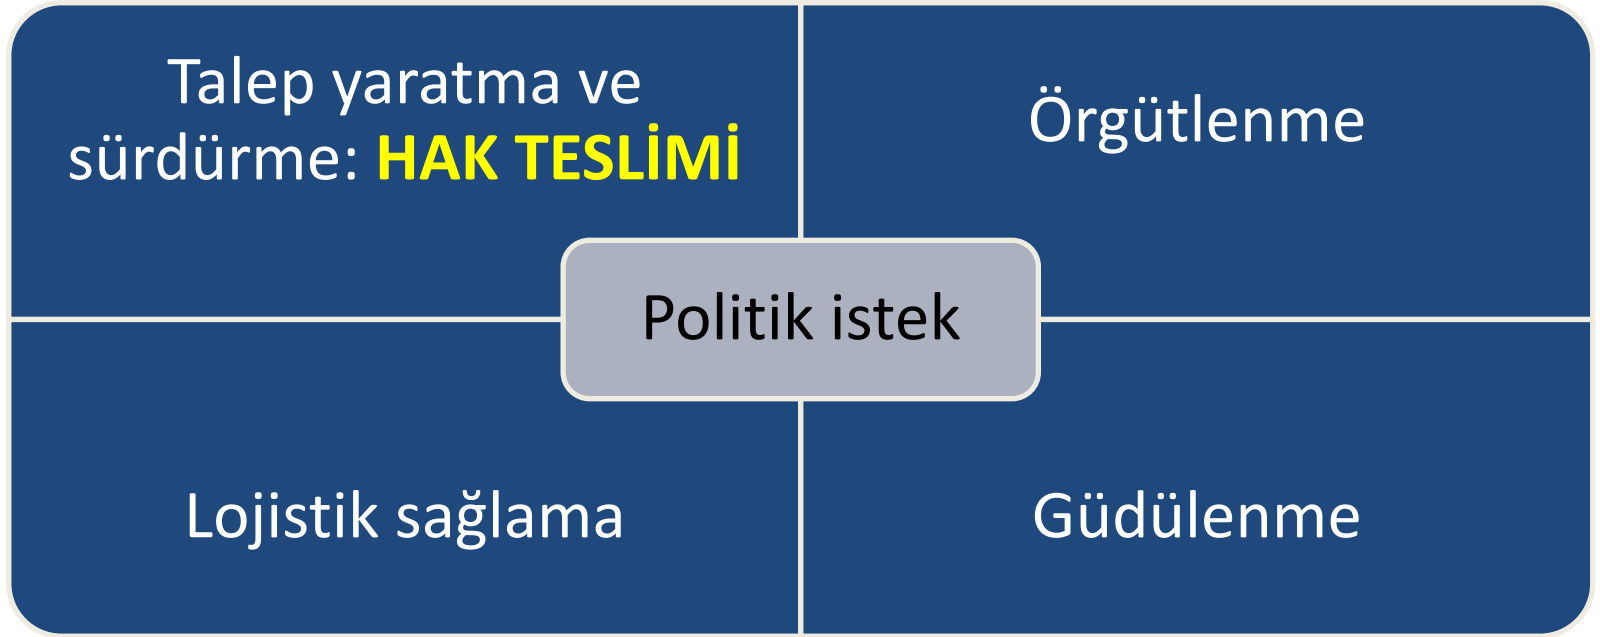 Talep yaratma ve
sürdürme: HAK TESLİMİ
Örgütlenme
Politik istek
Lojistik sağlama
Güdülenme